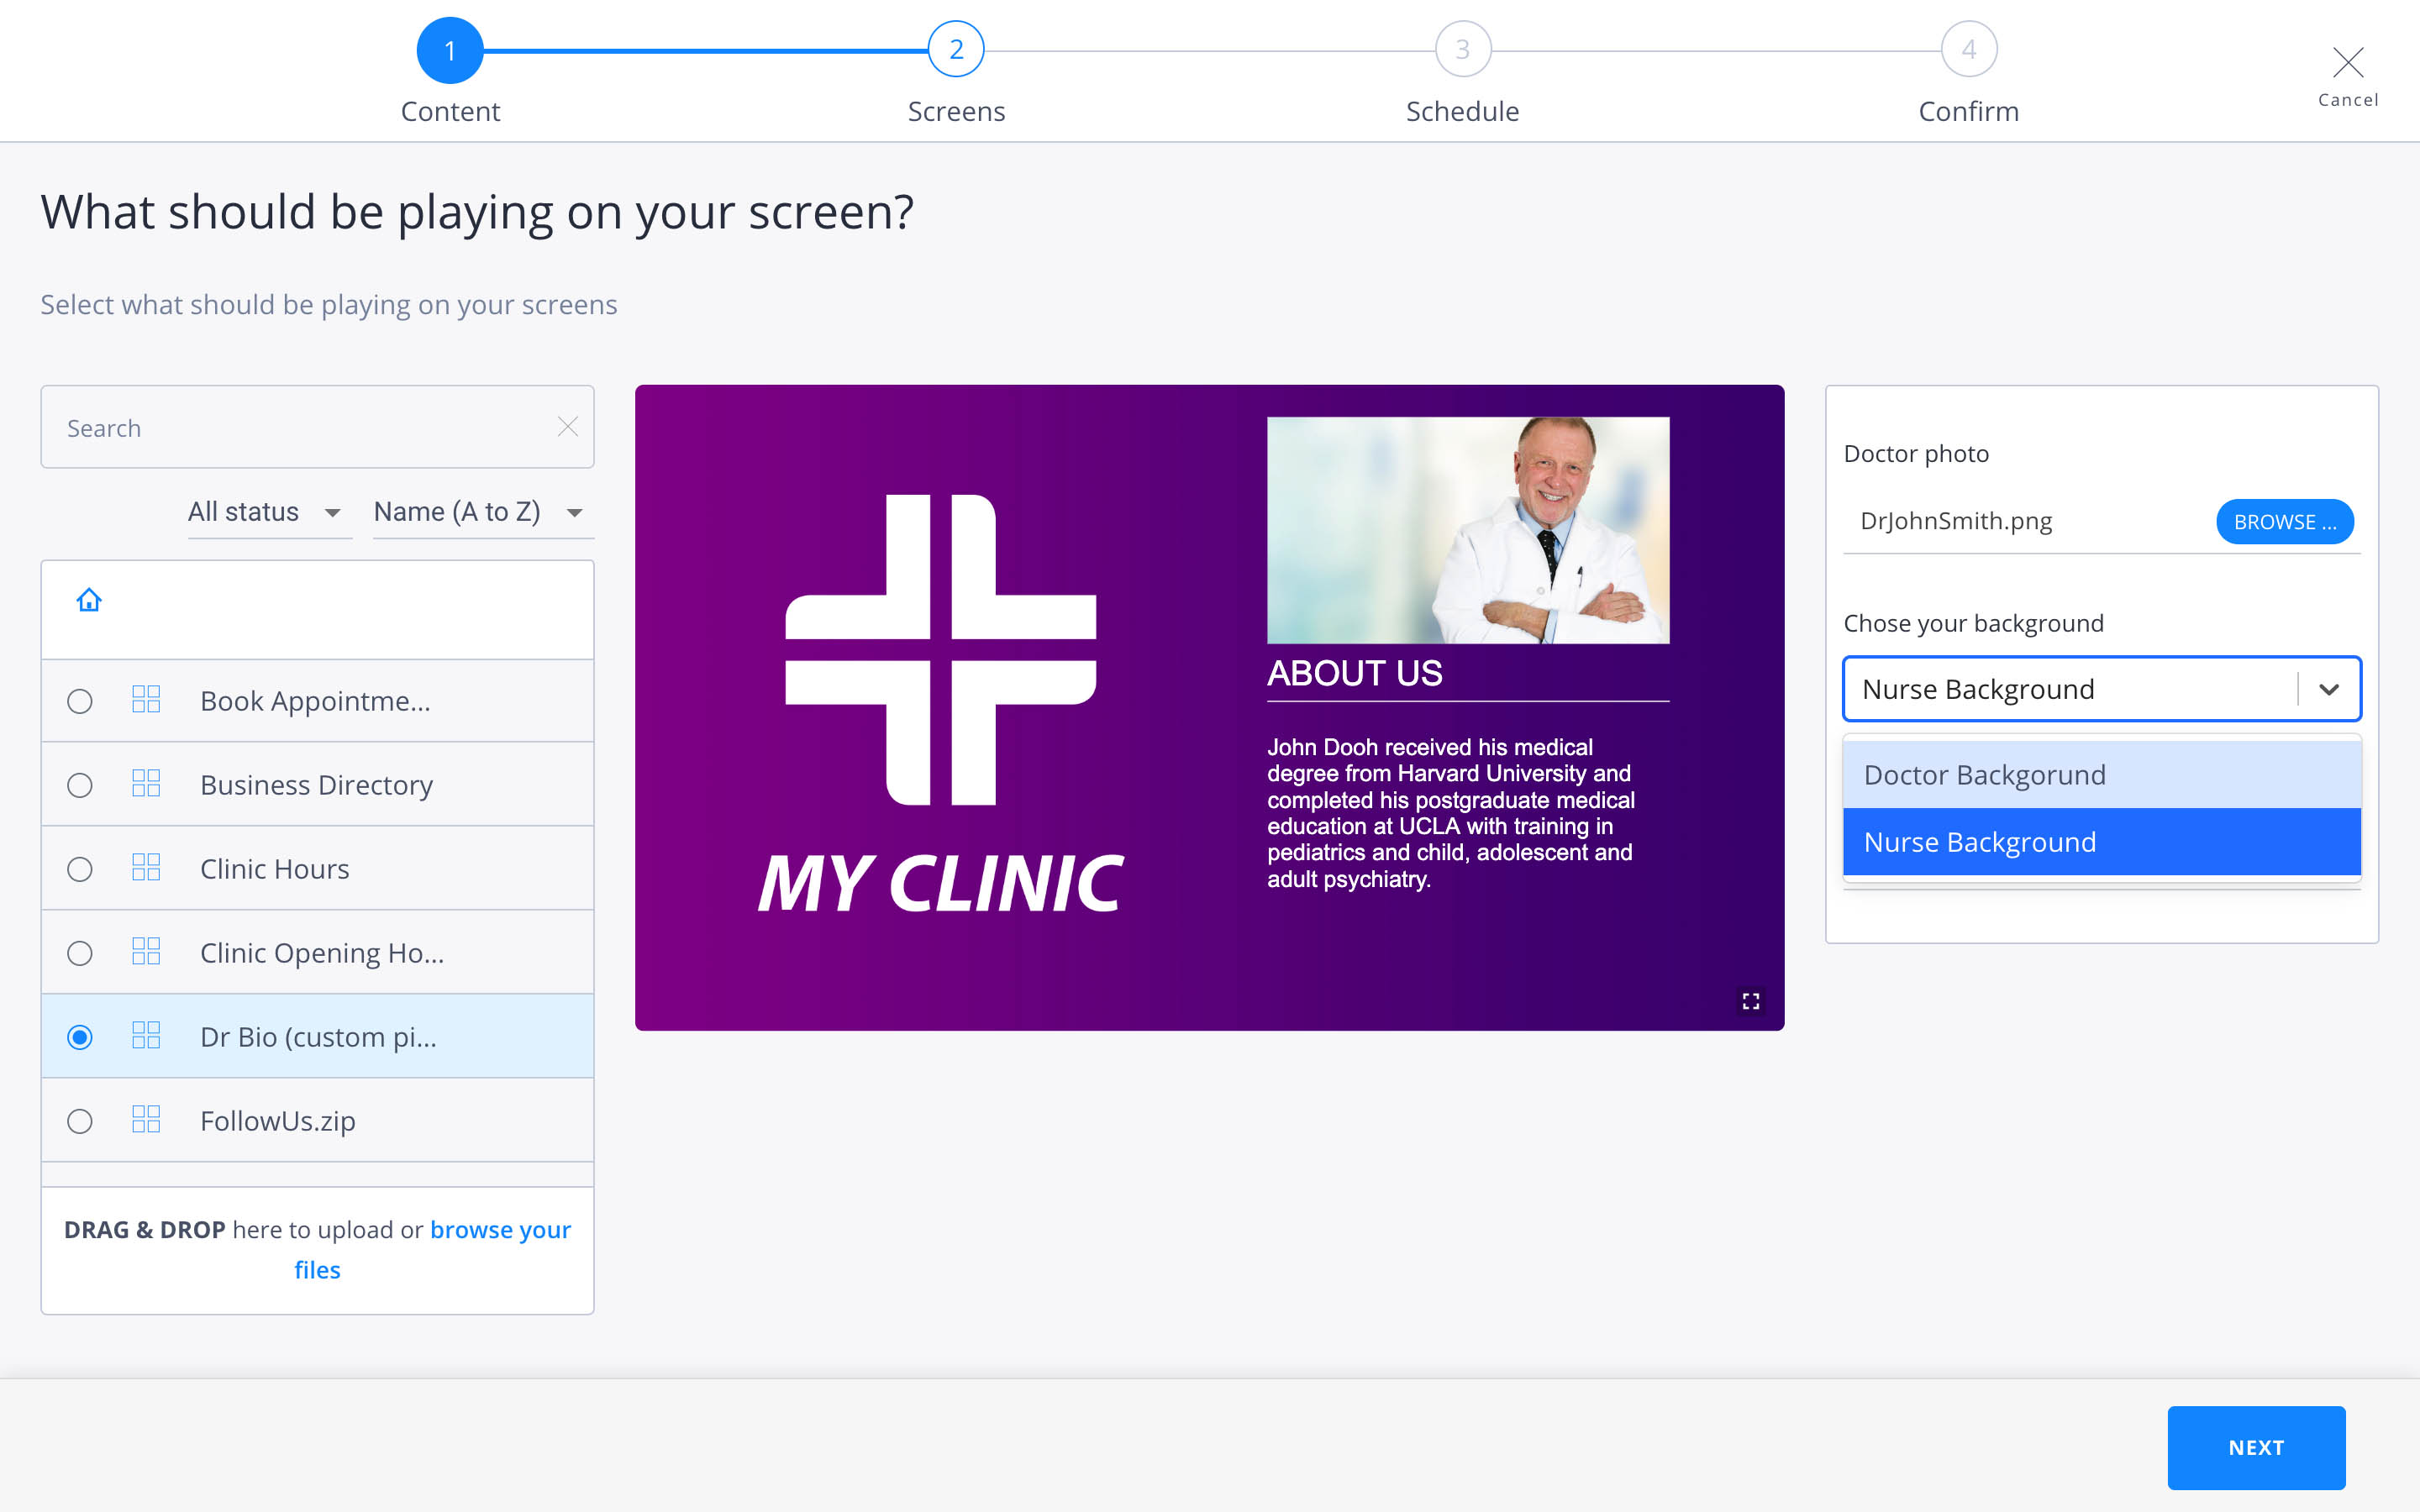 1
2
3
4
Content
Screens
Schedule
Confirm
Cancel
What should be playing on your screen?
Select what should be playing on your screens
Search
All status
Name (A to Z)
Book Appointme...
Business Directory
Clinic Hours
Clinic Opening Ho...
Dr Bio (custom pi...
FollowUs.zip
DRAG & DROP here to upload or browse your
files
MY CLINIC
ABOUT US
John Dooh received his medical
degree from Harvard University and
completed his postgraduate medical
education at UCLA with training in
pediatrics and child, adolescent and
adult psychiatry.
Doctor photo
DrJohnSmith.png
BROWSE ...
Chose your background
Nurse Background
Doctor Backgorund
Nurse Background
NEXT